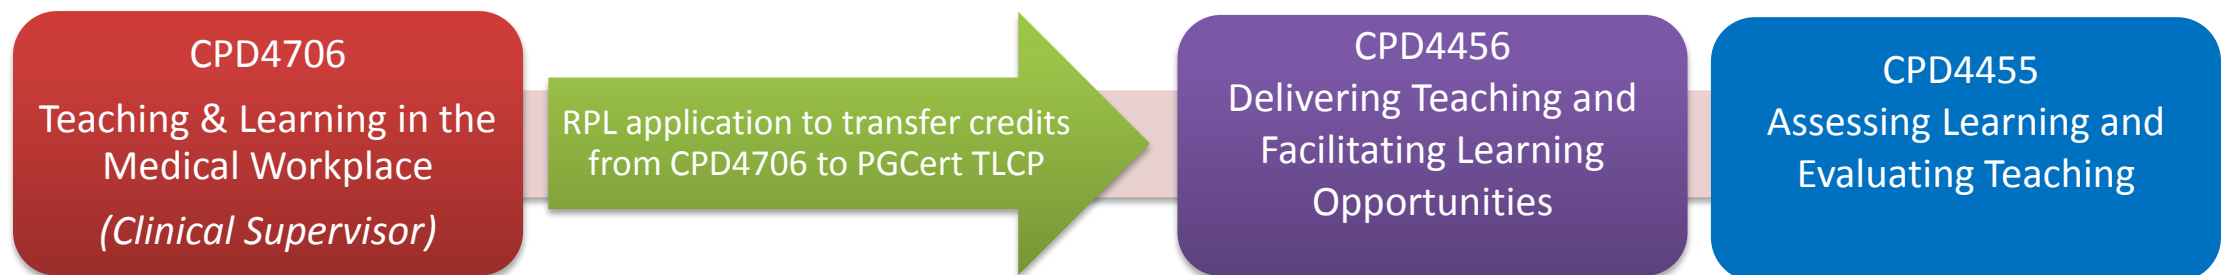 CPD4706
Teaching & Learning in the
Medical Workplace
(Clinical Supervisor)
RPL application to transfer credits
from CPD4706 to PGCert TLCP
CPD4456
Delivering Teaching and
Facilitating Learning
Opportunities
CPD4455
Assessing Learning and
Evaluating Teaching